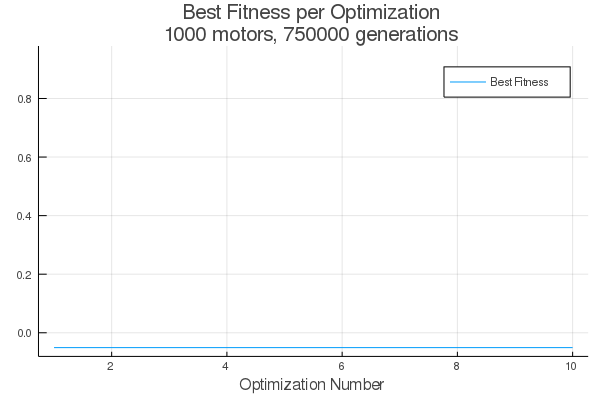 Best Fitness per Optimization
1000 motors, 750000 generations
Best Fitness
0.8
0.6
0.4
0.2
0.0
2 4 6 8 10
Optimization Number